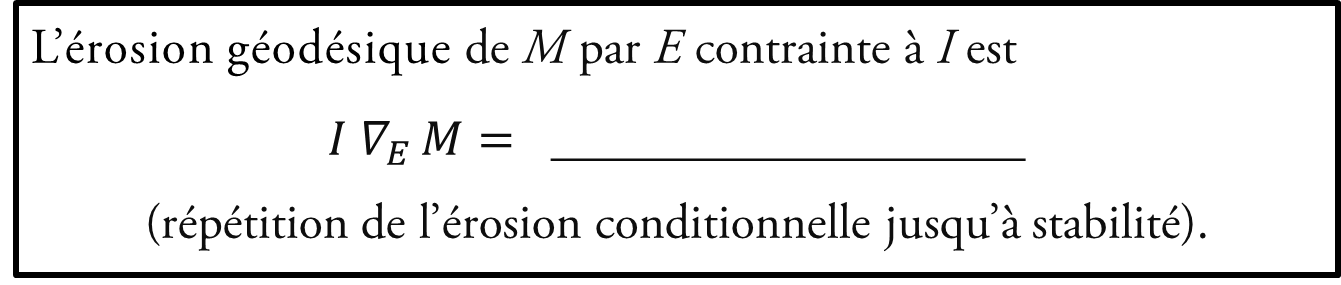 L’érosion géodésique de M par E contrainte à I est
I ∇_E M = ____________________
(répétition de l’érosion conditionnelle jusqu’à stabilité).